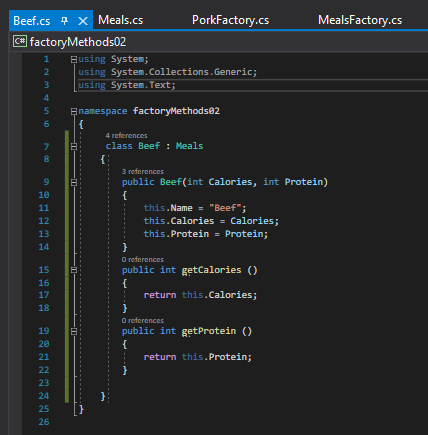 Beef.cs Meals.cs PorkFactory.cs MealsFactory.cs
C# factoryMethods02
1 using System;
2 using System.Collections.Generic;
3 using System.Text;
4
5 namespace factoryMethods02
6 {
4 references
7 class Beef : Meals
8 {
3 references
9 public Beef(int Calories, int Protein)
10 {
11 this.Name = "Beef";
12 this.Calories = Calories;
13 this.Protein = Protein;
14 }
0 references
15 public int getCalories ()
16 {
17 return this.Calories;
18 }
0 references
19 public int getProtein ()
20 {
21 return this.Protein;
22 }
23
24 }
25 }
26